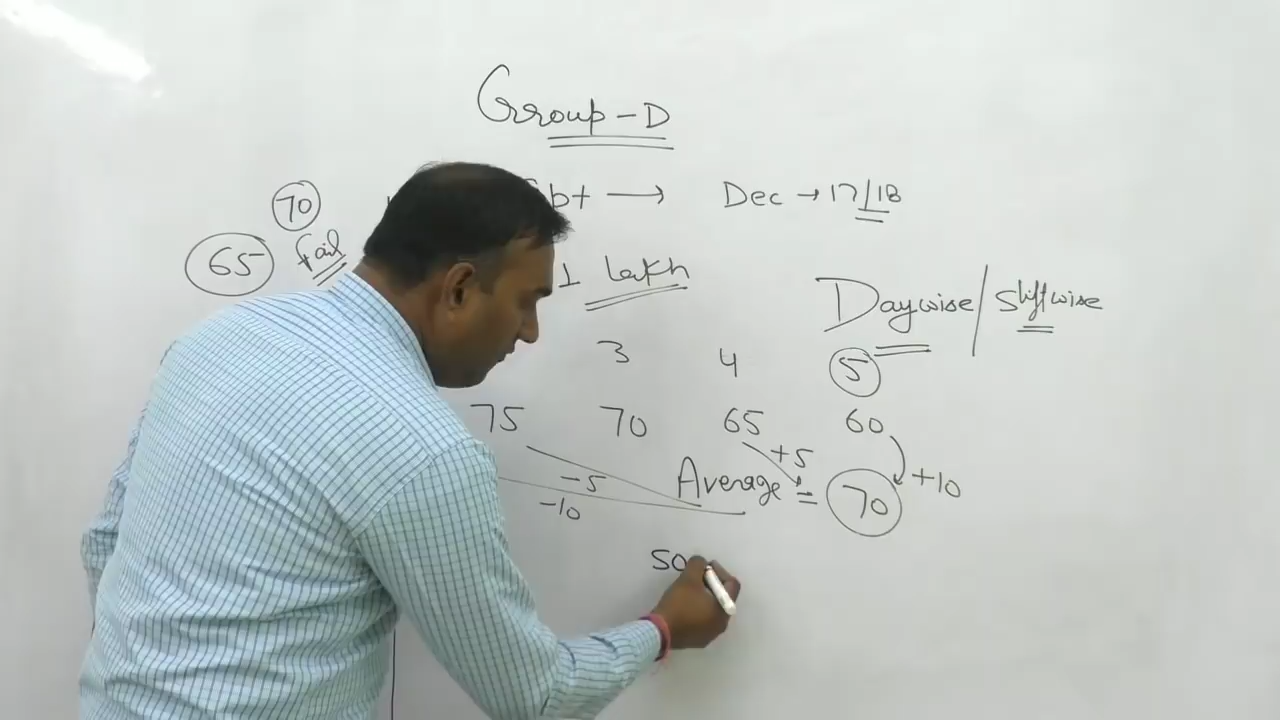 Group - D
70 pt → Dec → 17/18
65 fail 1 lakh
Daywise / Shiftwise
3 4 5
75 70 65 60
+5
-5 Average = 70 +10
-10
50